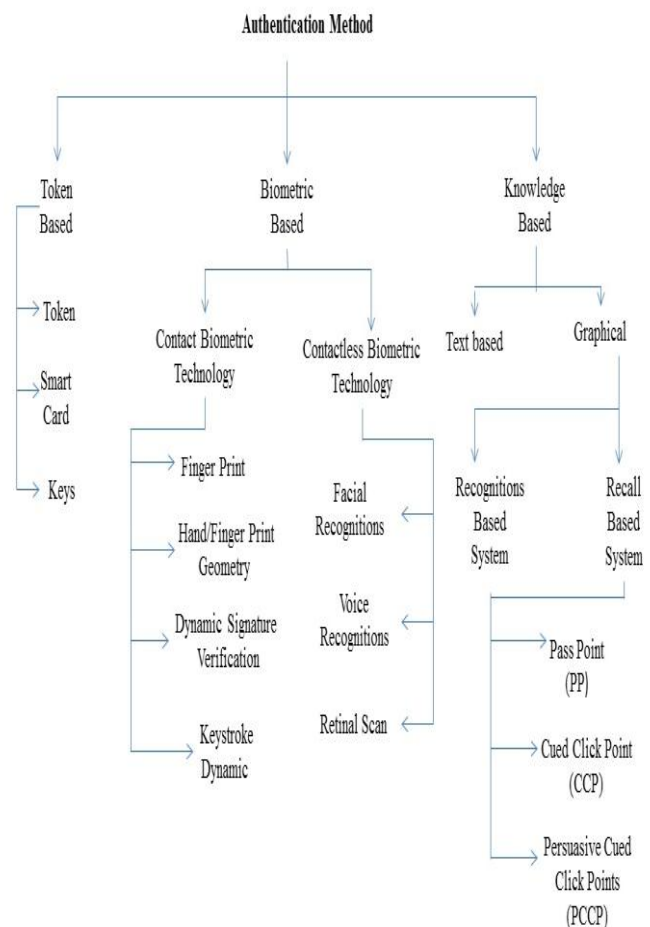 Authentication Method
Token
Based
Token
Smart
Card
Keys
Biometric
Based
Contact Biometric
Technology
Finger Print
Hand/Finger Print
Geometry
Dynamic Signature
Verification
Keystroke
Dynamic
Contactless Biometric
Technology
Facial
Recognitions
Voice
Recognitions
Retinal Scan
Knowledge
Based
Text based
Graphical
Recognitions
Based
System
Recall
Based
System
Pass Point
(PP)
Cued Click Point
(CCP)
Persuasive Cued
Click Points
(PCCP)